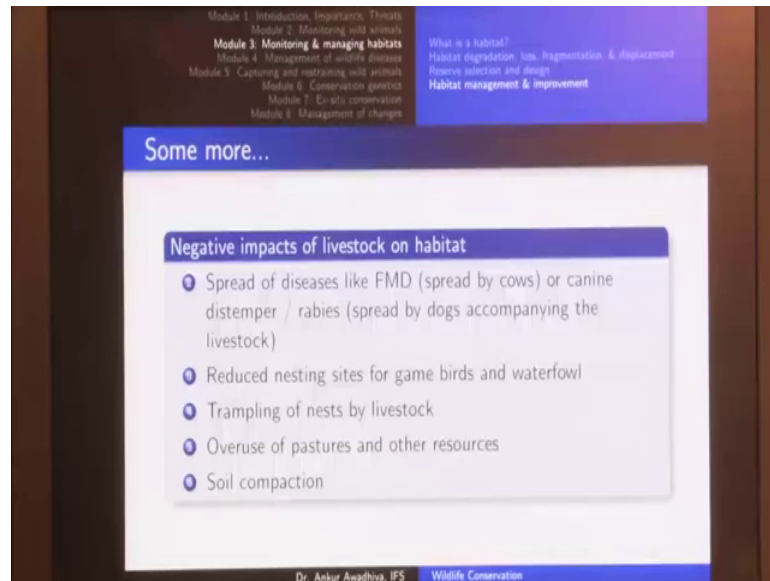 Module 1: Introduction, Importance, Threats
Module 2: Monitoring wild animals
Module 3: Monitoring & managing habitats
Module 4: Management of wildlife diseases
Module 5: Capturing and restraining wild animals
Module 6: Conservation genetics
Module 7: Ex-situ conservation
Module 8: Management of changes
What is a habitat?
Habitat degradation, loss, fragmentation, & displacement
Reserve selection and design
Habitat management & improvement
Some more...
Negative impacts of livestock on habitat
Spread of diseases like FMD (spread by cows) or canine
distemper / rabies (spread by dogs accompanying the
livestock)
Reduced nesting sites for game birds and waterfowl
Trampling of nests by livestock
Overuse of pastures and other resources
Soil compaction
Dr. Ankur Awadhiya, IFS
Wildlife Conservation